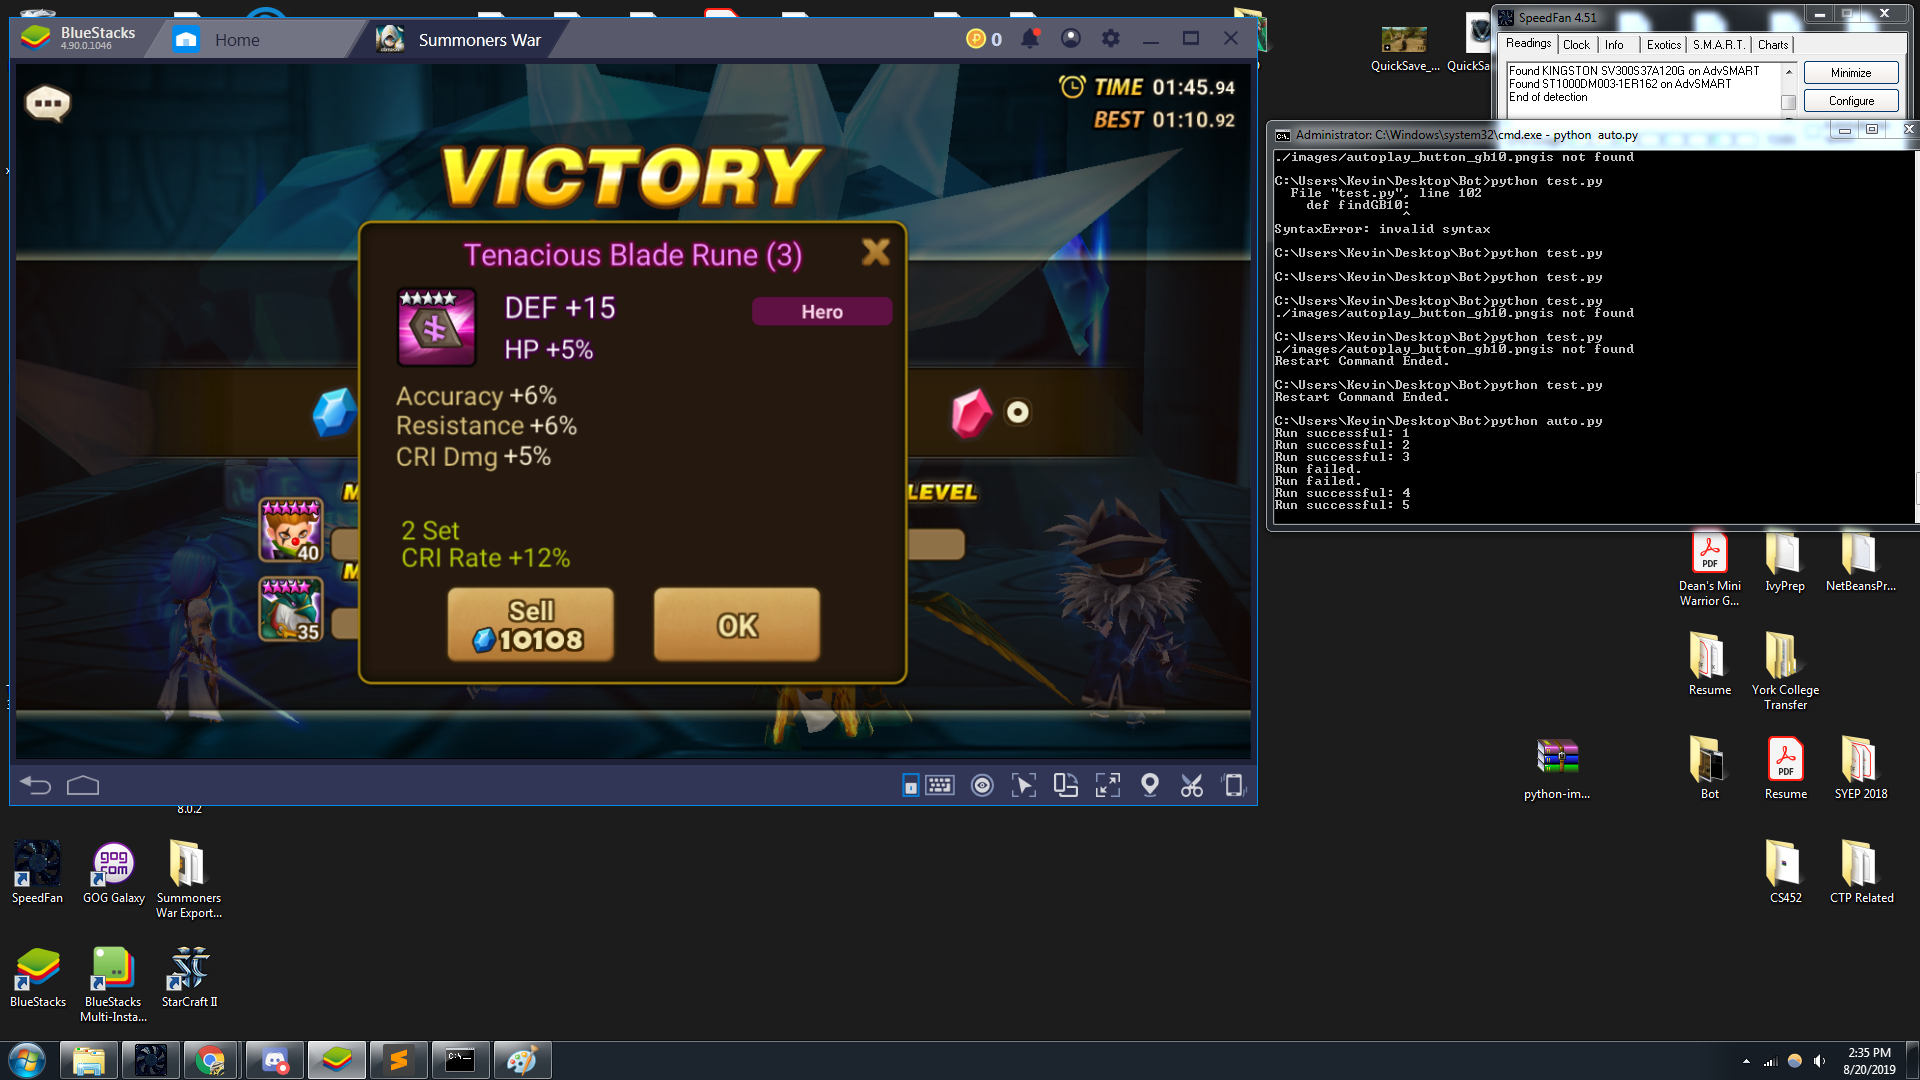 BlueStacks
4.90.0.1046
Home
Summoners War
0
TIME 01:45.94
BEST 01:10.92
VICTORY
Tenacious Blade Rune (3)
DEF +15
Hero
HP +5%
Accuracy +6%
Resistance +6%
CRI Dmg +5%
2 Set
CRI Rate +12%
Sell
10108
OK
LEVEL
40
35
QuickSave_...
SpeedFan 4.51
Readings
Clock
Info
Exotics
S.M.A.R.T.
Charts
Found KINGSTON SV300S37A120G on AdvSMART
Found ST1000DM003-1ER162 on AdvSMART
End of detection
Minimize
Configure
Administrator: C:\Windows\system32\cmd.exe - python  auto.py
./images/autoplay_button_gb10.pngis not found
C:\Users\Kevin\Desktop\Bot>python test.py
File "test.py", line 102
def findGB10:
^
SyntaxError: invalid syntax
C:\Users\Kevin\Desktop\Bot>python test.py
C:\Users\Kevin\Desktop\Bot>python test.py
C:\Users\Kevin\Desktop\Bot>python test.py
./images/autoplay_button_gb10.pngis not found
C:\Users\Kevin\Desktop\Bot>python test.py
./images/autoplay_button_gb10.pngis not found
Restart Command Ended.
C:\Users\Kevin\Desktop\Bot>python test.py
Restart Command Ended.
C:\Users\Kevin\Desktop\Bot>python auto.py
Run successful: 1
Run successful: 2
Run successful: 3
Run failed.
Run failed.
Run successful: 4
Run successful: 5
PDF
Dean's Mini
Warrior G...
IvyPrep
NetBeansPr...
Resume
York College
Transfer
python-im...
Bot
PDF
Resume
SYEP 2018
CS452
CTP Related
8.0.2
SpeedFan
gog
com
GOG Galaxy
Summoners
War Export...
BlueStacks
BlueStacks
Multi-Insta...
StarCraft II
2:35 PM
8/20/2019